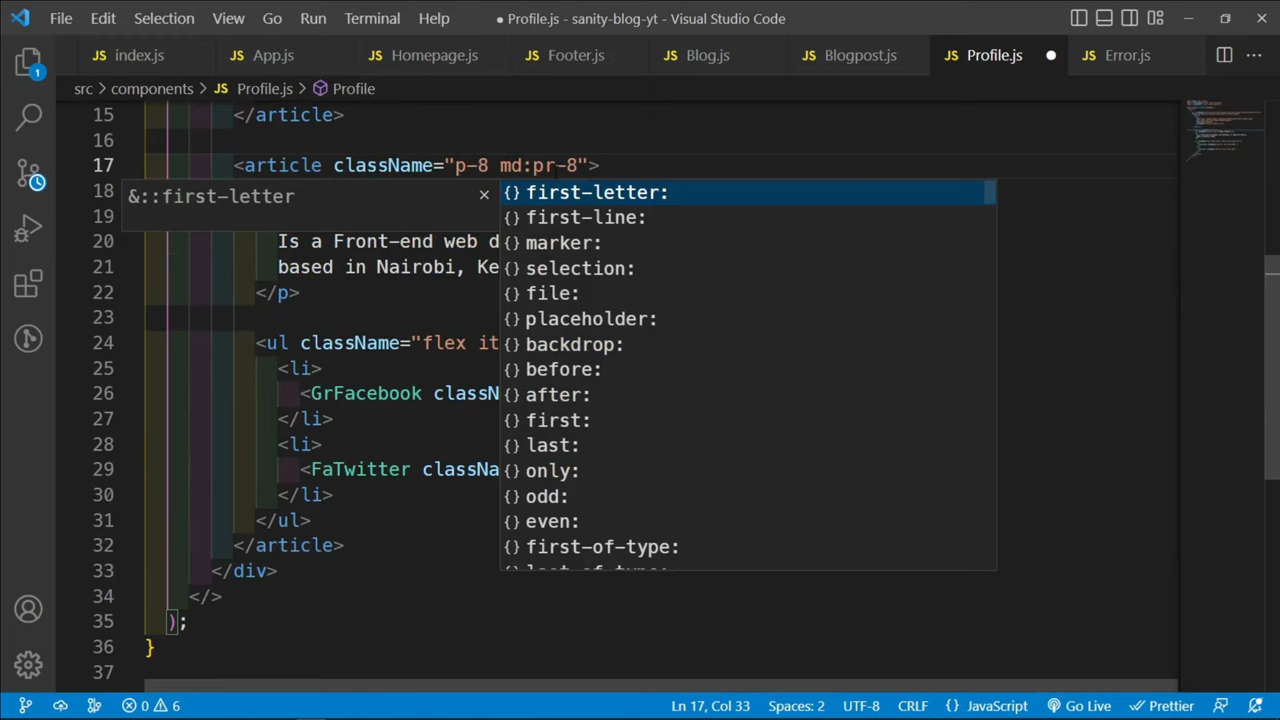 File Edit Selection View Go Run Terminal Help ● Profile.js - sanity-blog-yt - Visual Studio Code
JS index.js JS App.js JS Homepage.js JS Footer.js JS Blog.js JS Blogpost.js JS Profile.js ● JS Error.js
src > components > JS Profile.js > Profile
15 </article>
16
17 <article className="p-8 md:pr-8">
18 &::first-letter {} first-letter:
19 {} first-line:
20 Is a Front-end web d {} marker:
21 based in Nairobi, Ke {} selection:
22 </p> {} file:
23 {} placeholder:
24 <ul className="flex it {} backdrop:
25 <li> {} before:
26 <GrFacebook classN {} after:
27 </li> {} first:
28 <li> {} last:
29 <FaTwitter classNa {} only:
30 </li> {} odd:
31 </ul> {} even:
32 </article> {} first-of-type:
33 </div>
34 </>
35 );
36 }
37
1 0 6 Ln 17, Col 33 Spaces: 2 UTF-8 CRLF {} JavaScript Go Live Prettier